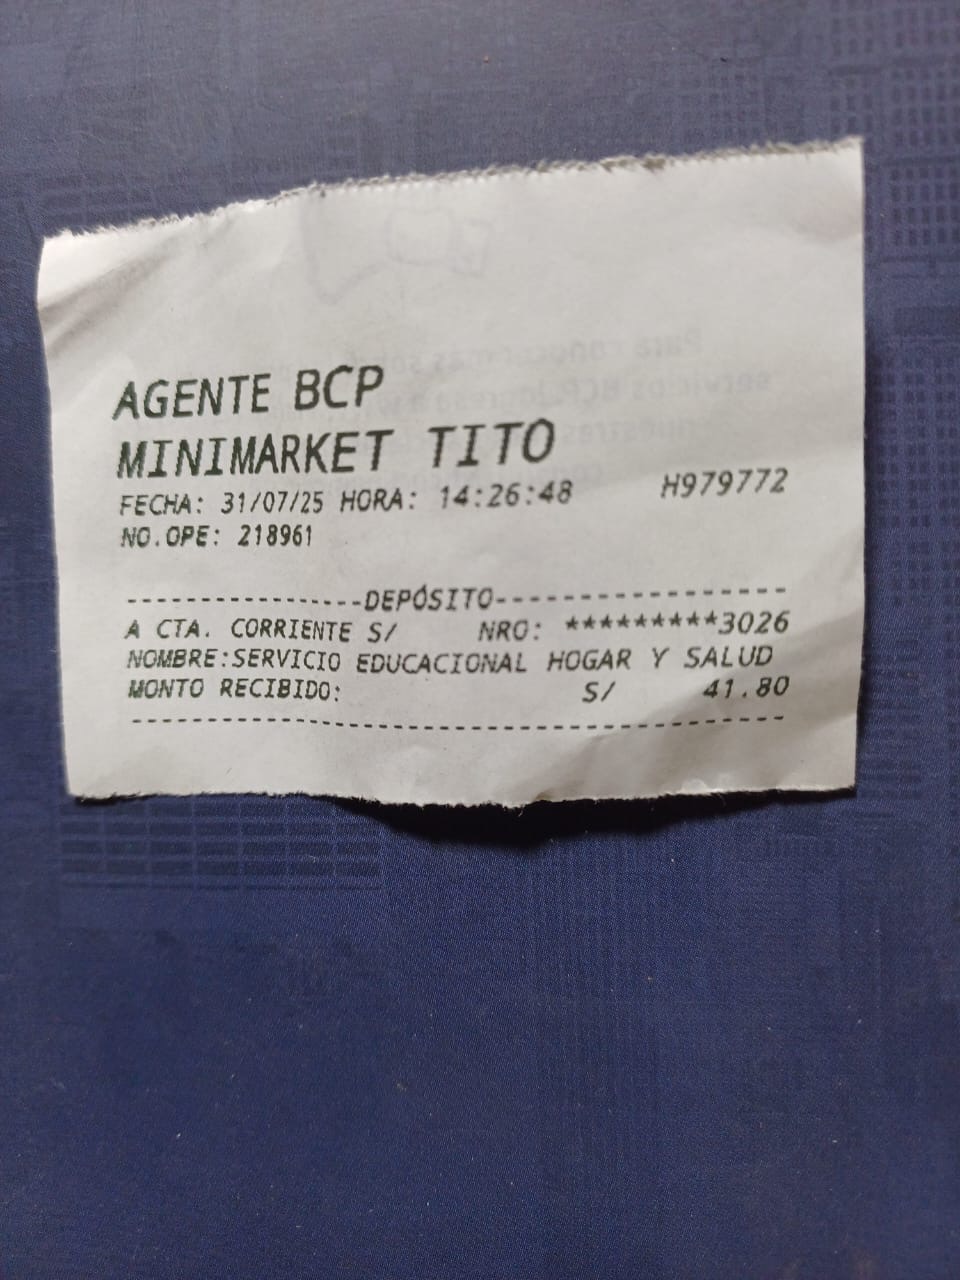 AGENTE BCP
MINIMARKET TITO
FECHA: 31/07/25 HORA: 14:26:48 H979772
NO.OPE: 218961
-----------------DEPÓSITO-----------------
A CTA. CORRIENTE S/ NRO: *********3026
NOMBRE:SERVICIO EDUCACIONAL HOGAR Y SALUD
MONTO RECIBIDO: S/ 41.80
------------------------------------------